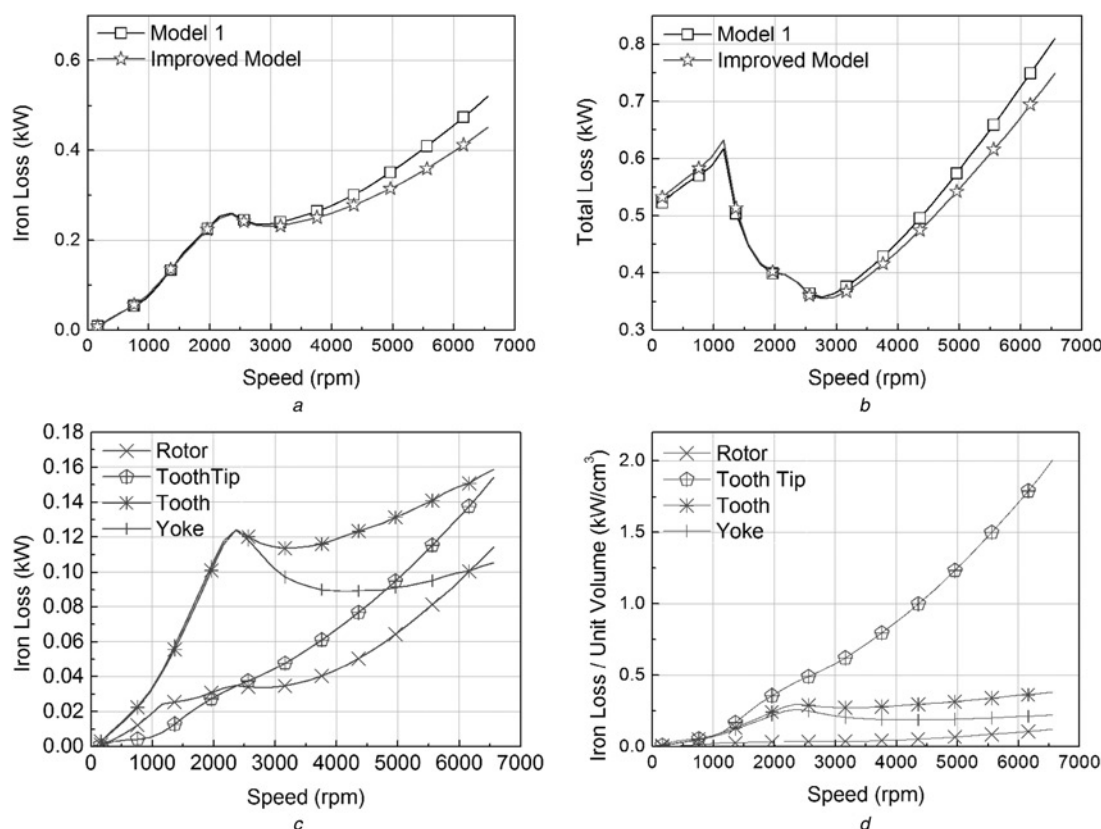 Model 1
Improved Model
0.6
0.4
0.2
0.0
Iron Loss (kW)
0 1000 2000 3000 4000 5000 6000 7000
Speed (rpm)
a
Model 1
Improved Model
0.8
0.7
0.6
0.5
0.4
0.3
Total Loss (kW)
0 1000 2000 3000 4000 5000 6000 7000
Speed (rpm)
b
Rotor
ToothTip
Tooth
Yoke
0.18
0.16
0.14
0.12
0.10
0.08
0.06
0.04
0.02
0.00
Iron Loss (kW)
0 1000 2000 3000 4000 5000 6000 7000
Speed (rpm)
c
Rotor
Tooth Tip
Tooth
Yoke
2.0
1.5
1.0
0.5
0.0
Iron Loss / Unit Volume (kW/cm³)
0 1000 2000 3000 4000 5000 6000 7000
Speed (rpm)
d